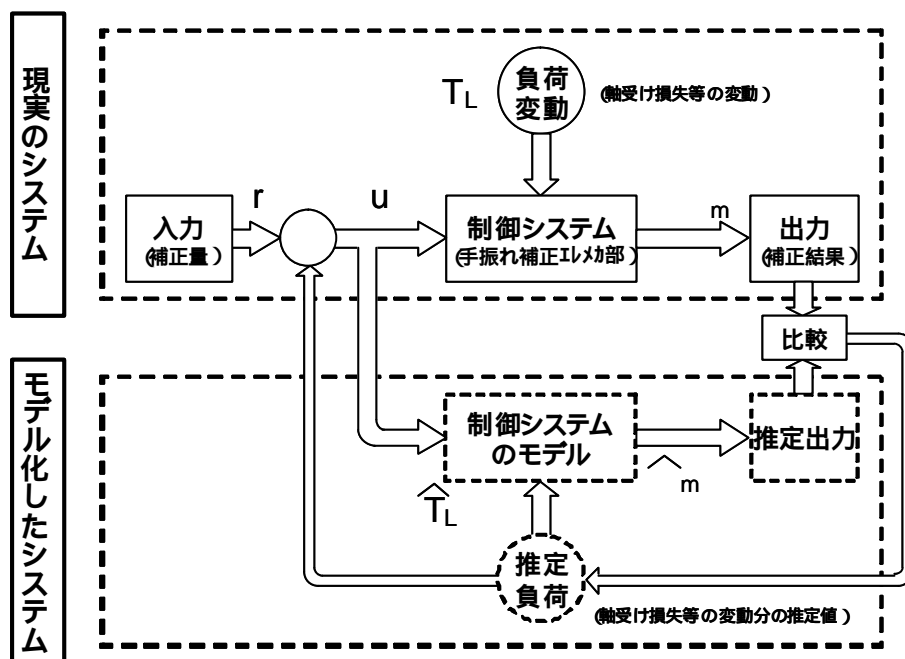 現実のシステム
T L
負荷
変動
(軸受け損失等の変動)
入力
(補正量)
r
u
制御システム
(手振れ補正エレメカ部)
m
出力
(補正結果)
比較
モデル化したシステム
制御システム
のモデル
^m
推定出力
^T L
推定
負荷
(軸受け損失等の変動分の推定値)